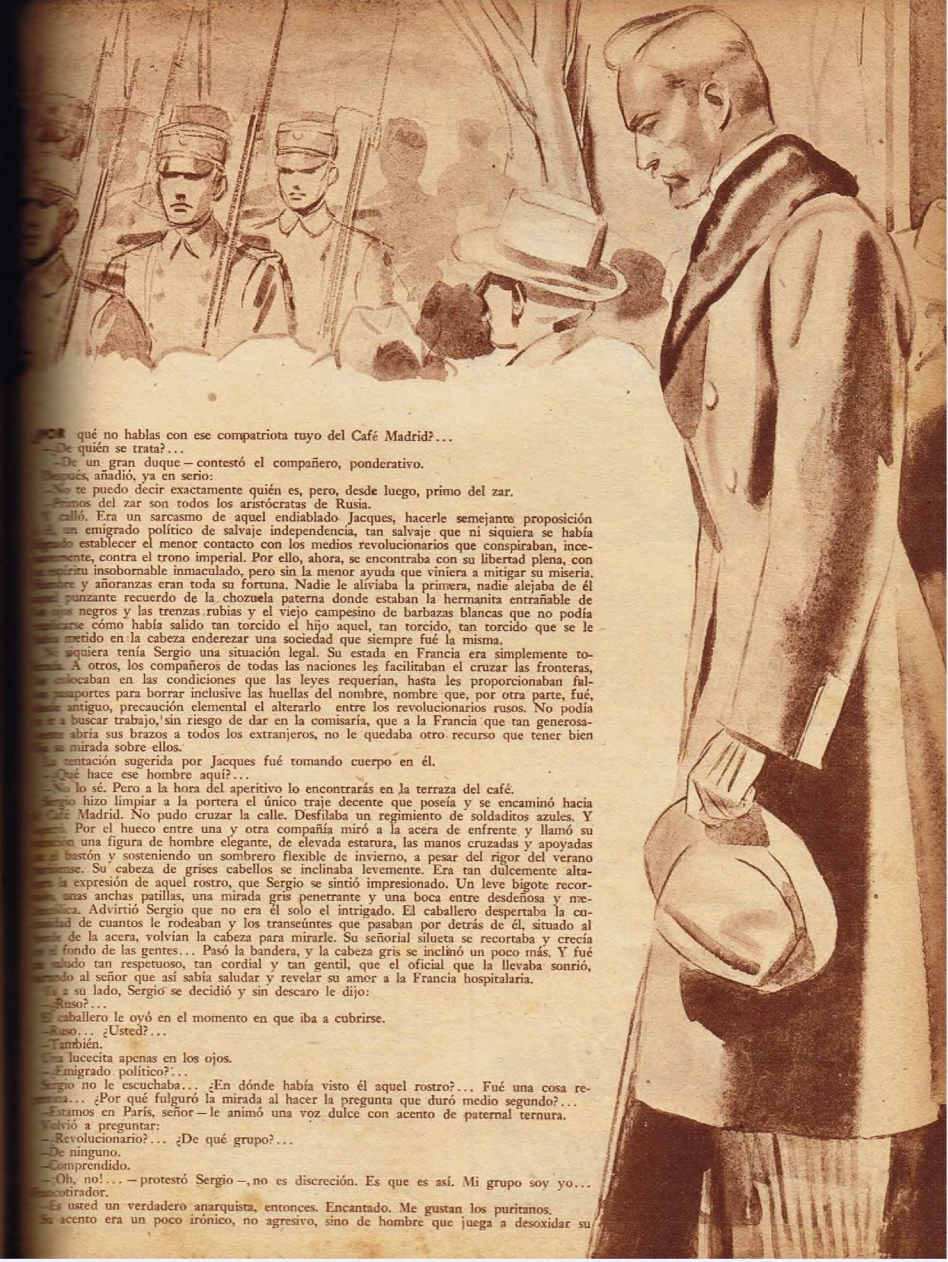 POR qué no hablas con ese compatriota tuyo del Café Madrid?...
—¿De quién se trata?...
—De un gran duque — contestó el compañero, ponderativo.
Después, añadió, ya en serio:
—No te puedo decir exactamente quién es, pero, desde luego, primo del zar.
—Primos del zar son todos los aristócratas de Rusia.
Y calló. Era un sarcasmo de aquel endiablado Jacques, hacerle semejante proposición
un emigrado político de salvaje independencia, tan salvaje que ni siquiera se había
establecer el menor contacto con los medios revolucionarios que conspiraban, ince-
contra el trono imperial. Por ello, ahora, se encontraba con su libertad plena, con
espíritu insobornable inmaculado, pero sin la menor ayuda que viniera a mitigar su miseria.
y añoranzas eran toda su fortuna. Nadie le aliviaba la primera, nadie alejaba de él
punzante recuerdo de la chozuela paterna donde estaban la hermanita entrañable de
ojos negros y las trenzas rubias y el viejo campesino de barbazas blancas que no podía
cómo había salido tan torcido el hijo aquel, tan torcido, tan torcido que se le
metido en la cabeza enderezar una sociedad que siempre fué la misma.
Ni siquiera tenía Sergio una situación legal. Su estada en Francia era simplemente to-
A otros, los compañeros de todas las naciones les facilitaban el cruzar las fronteras,
colocaban en las condiciones que las leyes requerían, hasta les proporcionaban fal-
pasaportes para borrar inclusive las huellas del nombre, nombre que, por otra parte, fué,
antiguo, precaución elemental el alterarlo entre los revolucionarios rusos. No podía
a buscar trabajo, sin riesgo de dar en la comisaría, que a la Francia que tan generosa-
abría sus brazos a todos los extranjeros, no le quedaba otro recurso que tener bien
mirada sobre ellos.
La tentación sugerida por Jacques fué tomando cuerpo en él.
—¿Qué hace ese hombre aquí?...
—No lo sé. Pero a la hora del aperitivo lo encontrarás en la terraza del café.
Sergio hizo limpiar a la portera el único traje decente que poseía y se encaminó hacia
Café Madrid. No pudo cruzar la calle. Desfilaba un regimiento de soldaditos azules. Y
Por el hueco entre una y otra compañía miró a la acera de enfrente y llamó su
una figura de hombre elegante, de elevada estatura, las manos cruzadas y apoyadas
bastón y sosteniendo un sombrero flexible de invierno, a pesar del rigor del verano
Su cabeza de grises cabellos se inclinaba levemente. Era tan dulcemente alta-
la expresión de aquel rostro, que Sergio se sintió impresionado. Un leve bigote recor-
unas anchas patillas, una mirada gris penetrante y una boca entre desdeñosa y me-
Advirtió Sergio que no era él solo el intrigado. El caballero despertaba la cu-
de cuantos le rodeaban y los transeúntes que pasaban por detrás de él, situado al
de la acera, volvían la cabeza para mirarle. Su señorial silueta se recortaba y crecía
fondo de las gentes... Pasó la bandera, y la cabeza gris se inclinó un poco más. Y fué
saludo tan respetuoso, tan cordial y tan gentil, que el oficial que la llevaba sonrió,
al señor que así sabía saludar y revelar su amor a la Francia hospitalaria.
a su lado, Sergio se decidió y sin descaro le dijo:
—¿Ruso?...
El caballero le oyó en el momento en que iba a cubrirse.
—Ruso... ¿Usted?...
—También.
Una lucecita apenas en los ojos.
—¿Emigrado político?...
Sergio no le escuchaba... ¿En dónde había visto él aquel rostro?... Fué una cosa re-
¿Por qué fulguró la mirada al hacer la pregunta que duró medio segundo?...
—Estamos en París, señor — le animó una voz dulce con acento de paternal ternura.
Volvió a preguntar:
—¿Revolucionario?... ¿De qué grupo?...
—De ninguno.
—Comprendido.
—¡Oh, no!... — protestó Sergio —, no es discreción. Es que es así. Mi grupo soy yo...
—Es usted un verdadero anarquista, entonces. Encantado. Me gustan los puritanos.
Su acento era un poco irónico, no agresivo, sino de hombre que juega a desoxidar su